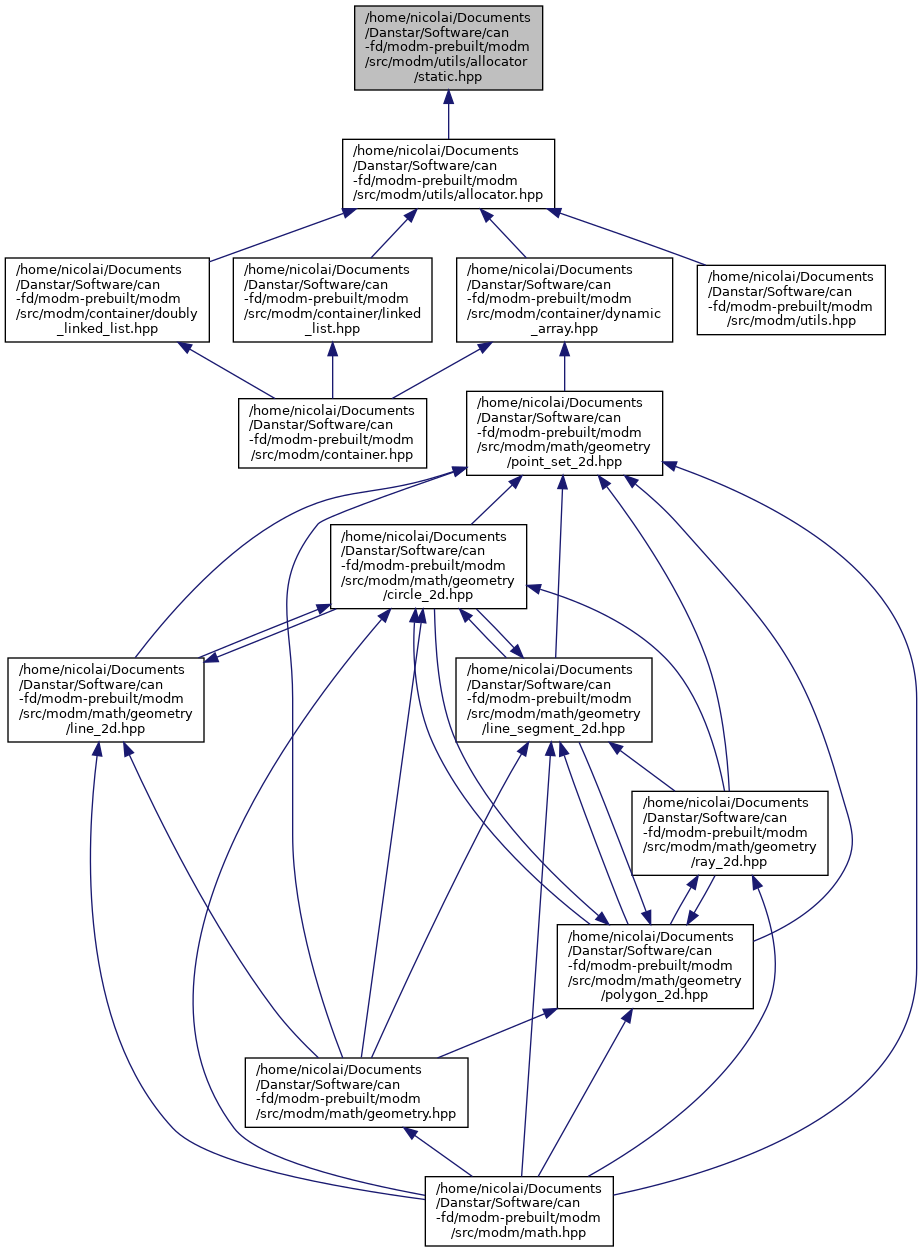 /home/nicolai/Documents
/Danstar/Software/can
-fd/modm-prebuilt/modm
/src/modm/utils/allocator
/static.hpp
/home/nicolai/Documents
/Danstar/Software/can
-fd/modm-prebuilt/modm
/src/modm/utils/allocator.hpp
/home/nicolai/Documents
/Danstar/Software/can
-fd/modm-prebuilt/modm
/src/modm/container/doubly
_linked_list.hpp
/home/nicolai/Documents
/Danstar/Software/can
-fd/modm-prebuilt/modm
/src/modm/container/linked
_list.hpp
/home/nicolai/Documents
/Danstar/Software/can
-fd/modm-prebuilt/modm
/src/modm/container/dynamic
_array.hpp
/home/nicolai/Documents
/Danstar/Software/can
-fd/modm-prebuilt/modm
/src/modm/utils.hpp
/home/nicolai/Documents
/Danstar/Software/can
-fd/modm-prebuilt/modm
/src/modm/container.hpp
/home/nicolai/Documents
/Danstar/Software/can
-fd/modm-prebuilt/modm
/src/modm/math/geometry
/point_set_2d.hpp
/home/nicolai/Documents
/Danstar/Software/can
-fd/modm-prebuilt/modm
/src/modm/math/geometry
/circle_2d.hpp
/home/nicolai/Documents
/Danstar/Software/can
-fd/modm-prebuilt/modm
/src/modm/math/geometry
/line_2d.hpp
/home/nicolai/Documents
/Danstar/Software/can
-fd/modm-prebuilt/modm
/src/modm/math/geometry
/line_segment_2d.hpp
/home/nicolai/Documents
/Danstar/Software/can
-fd/modm-prebuilt/modm
/src/modm/math/geometry
/ray_2d.hpp
/home/nicolai/Documents
/Danstar/Software/can
-fd/modm-prebuilt/modm
/src/modm/math/geometry
/polygon_2d.hpp
/home/nicolai/Documents
/Danstar/Software/can
-fd/modm-prebuilt/modm
/src/modm/math/geometry.hpp
/home/nicolai/Documents
/Danstar/Software/can
-fd/modm-prebuilt/modm
/src/modm/math.hpp